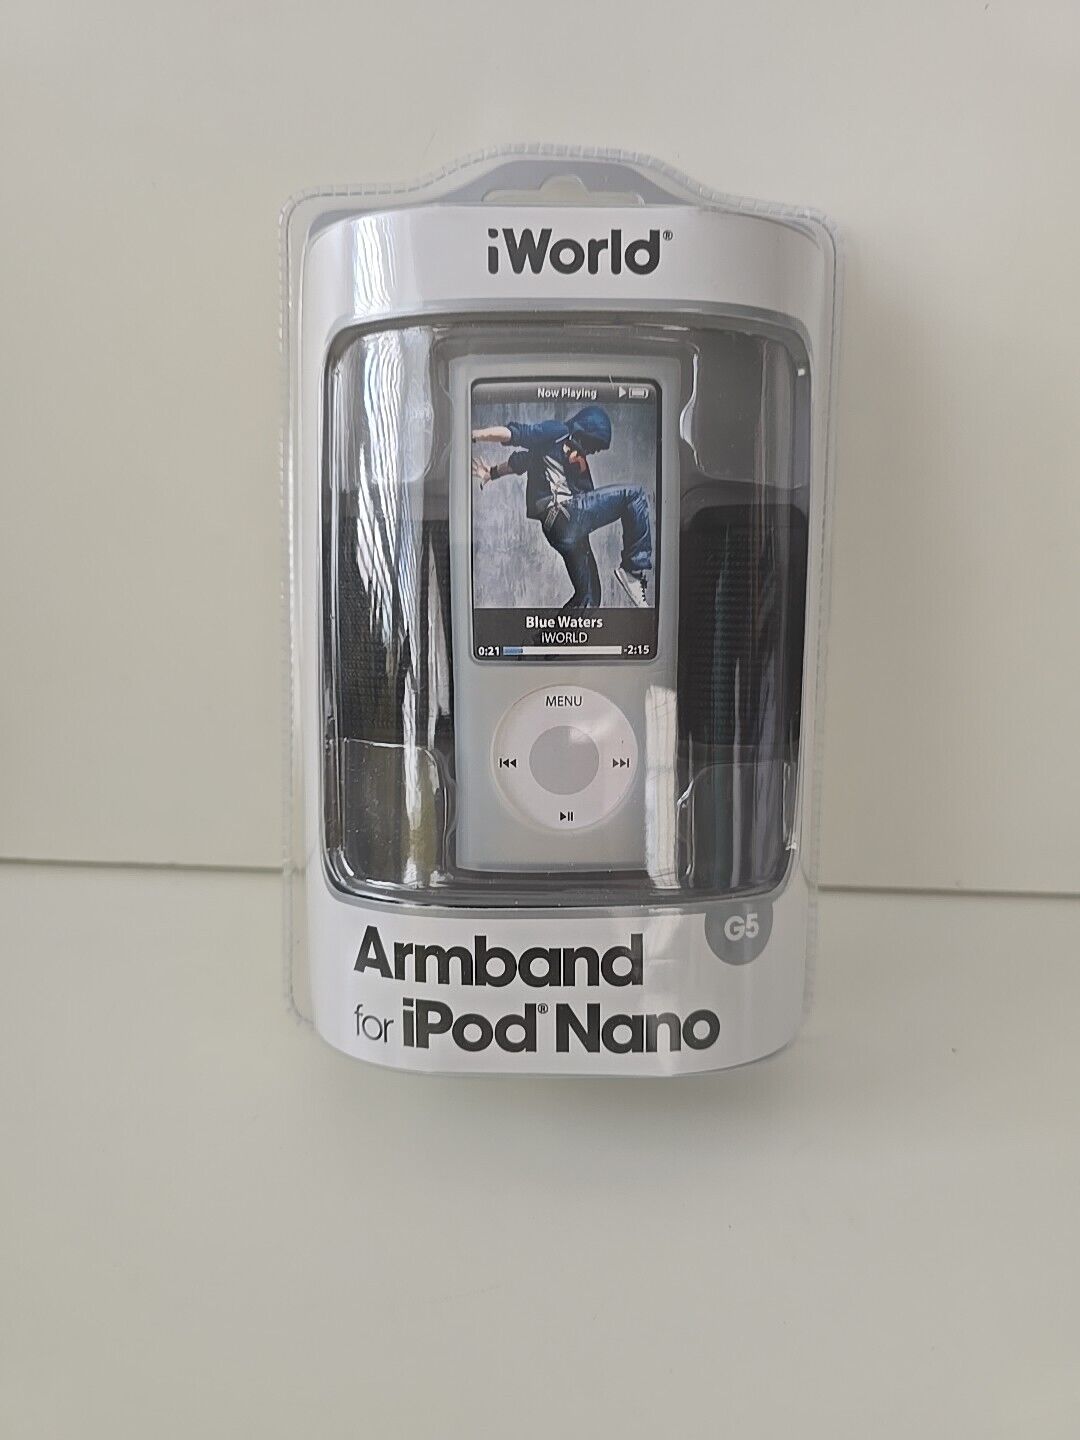 iWorld®
Now Playing
Blue Waters
iWORLD
0:21 -2:15
MENU
G5
Armband
for iPod® Nano